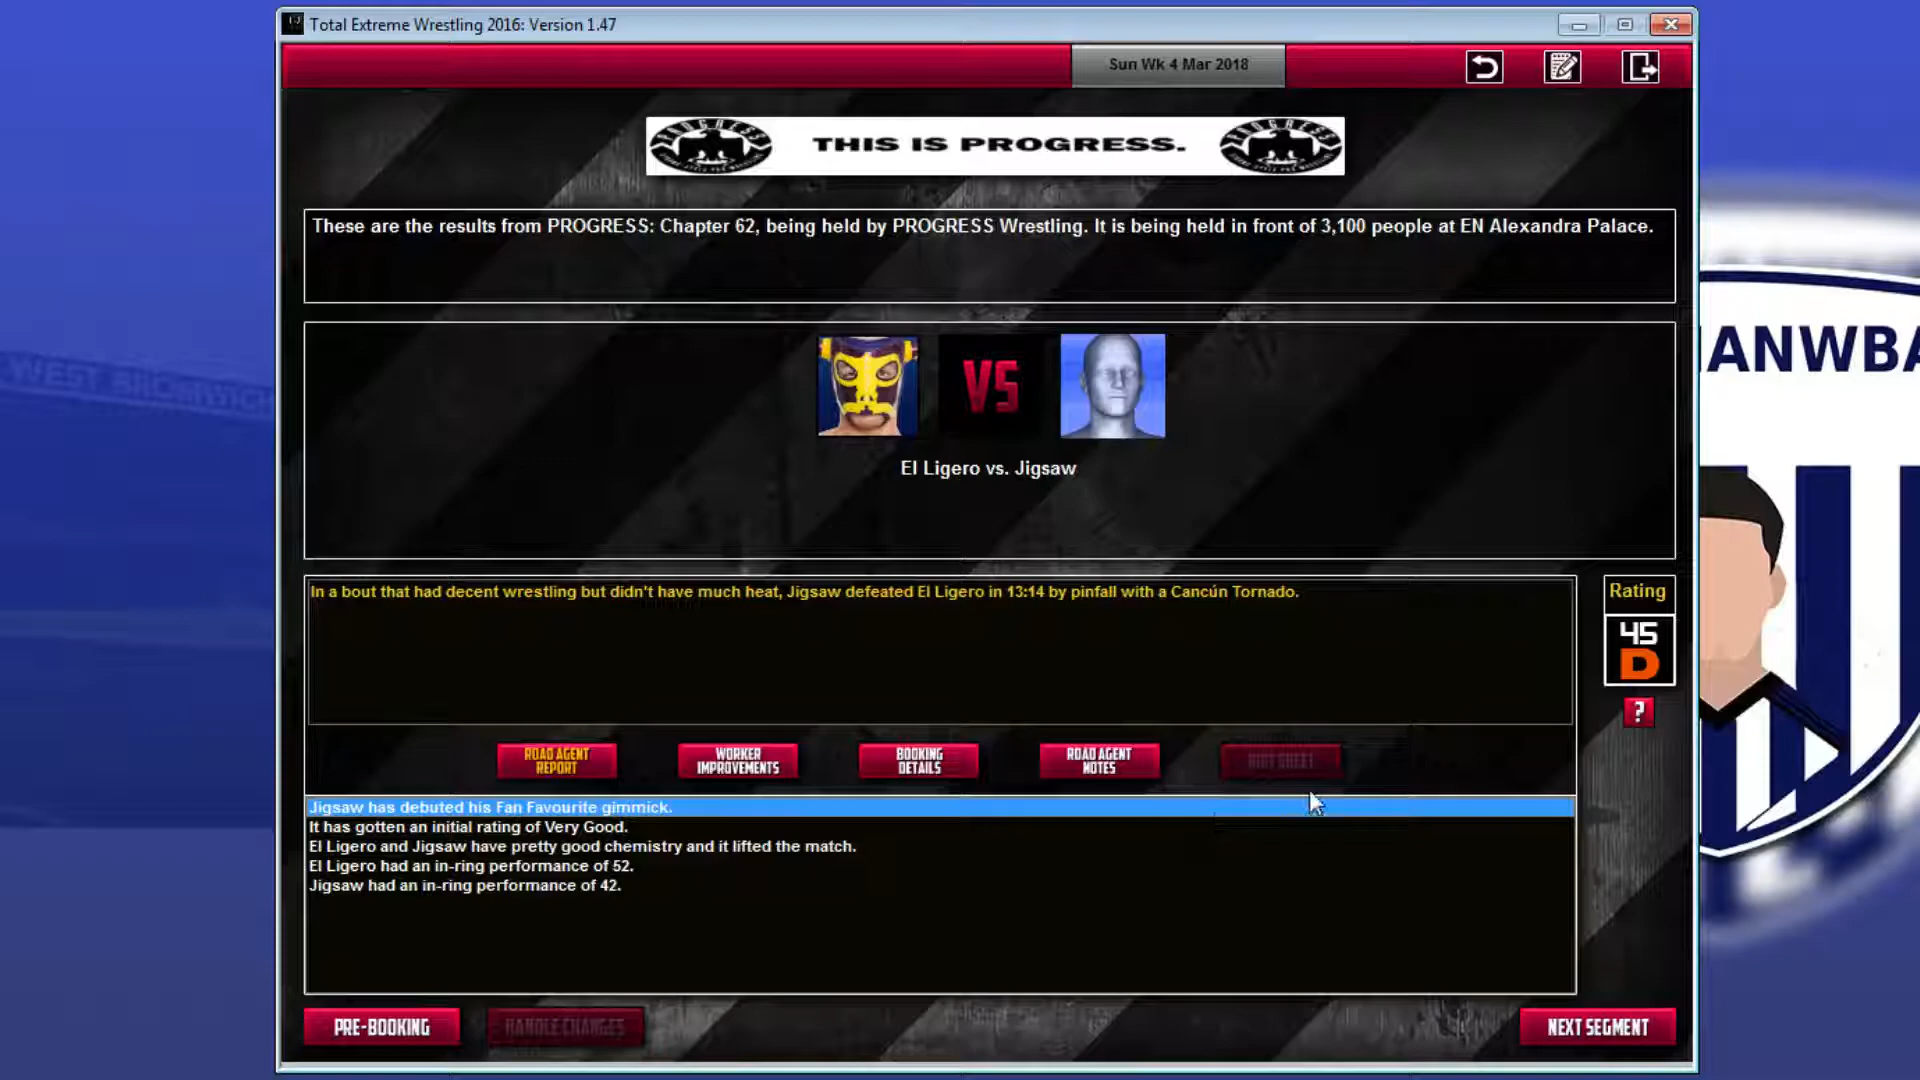 Total Extreme Wrestling 2016: Version 1.47
Sun Wk 4 Mar 2018
PROGRESS
THIS IS PROGRESS.
PROGRESS
These are the results from PROGRESS: Chapter 62, being held by PROGRESS Wrestling. It is being held in front of 3,100 people at EN Alexandra Palace.
VS
El Ligero vs. Jigsaw
In a bout that had decent wrestling but didn't have much heat, Jigsaw defeated El Ligero in 13:14 by pinfall with a Cancún Tornado.
Rating
45
D
?
ROAD AGENT
REPORT
WORKER
IMPROVEMENTS
BOOKING
DETAILS
ROAD AGENT
NOTES
Jigsaw has debuted his Fan Favourite gimmick.
It has gotten an initial rating of Very Good.
El Ligero and Jigsaw have pretty good chemistry and it lifted the match.
El Ligero had an in-ring performance of 52.
Jigsaw had an in-ring performance of 42.
PRE-BOOKING
HANDLE CHANGES
NEXT SEGMENT
WEST BROMWICH
ANWBA